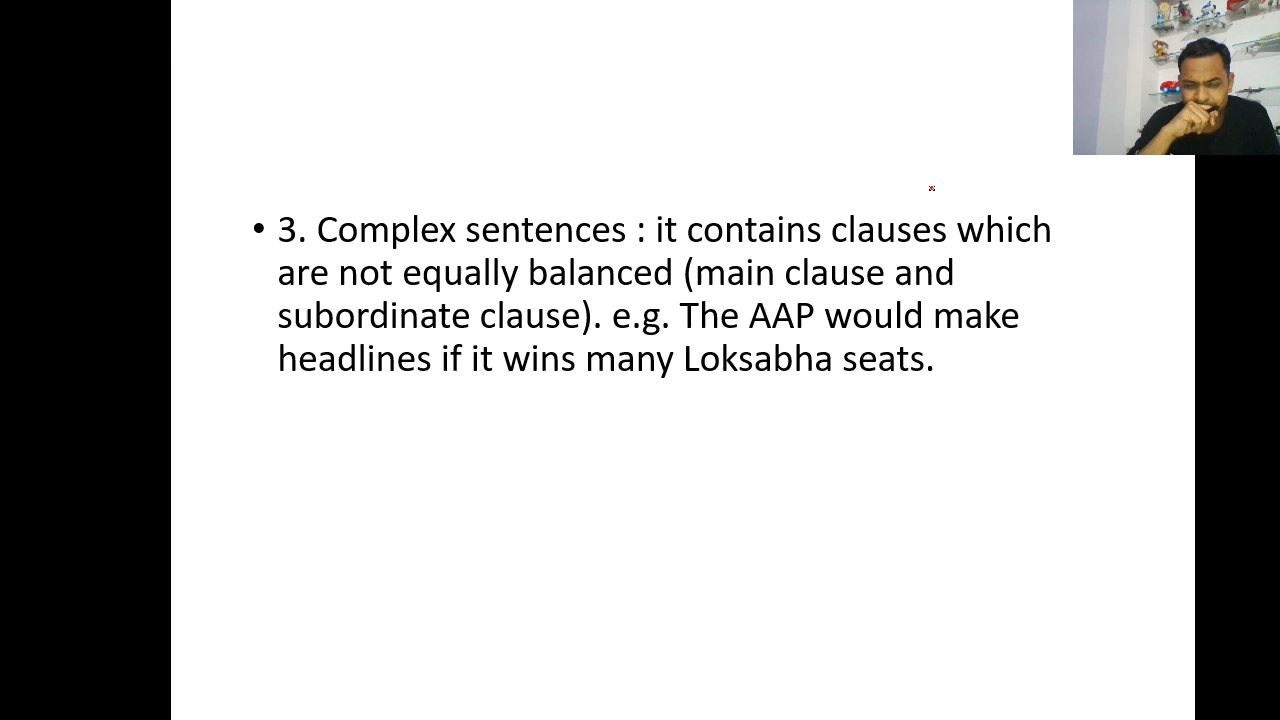 • 3. Complex sentences : it contains clauses which
are not equally balanced (main clause and
subordinate clause). e.g. The AAP would make
headlines if it wins many Loksabha seats.